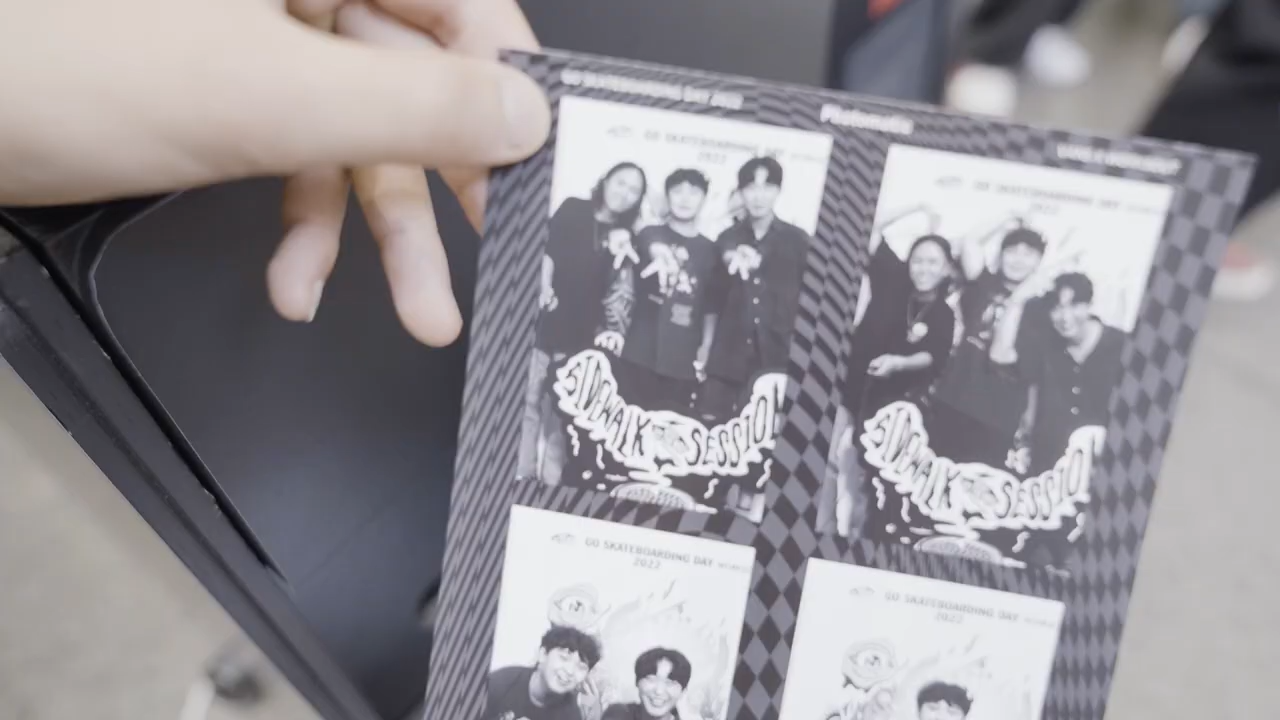 GO SKATEBOARDING DAY 2022
Photomatic
GO SKATEBOARDING DAY
2022
SIDEWALK SESSION
GO SKATEBOARDING DAY
2022
SIDEWALK SESSION
GO SKATEBOARDING DAY
2022
GO SKATEBOARDING DAY
2022